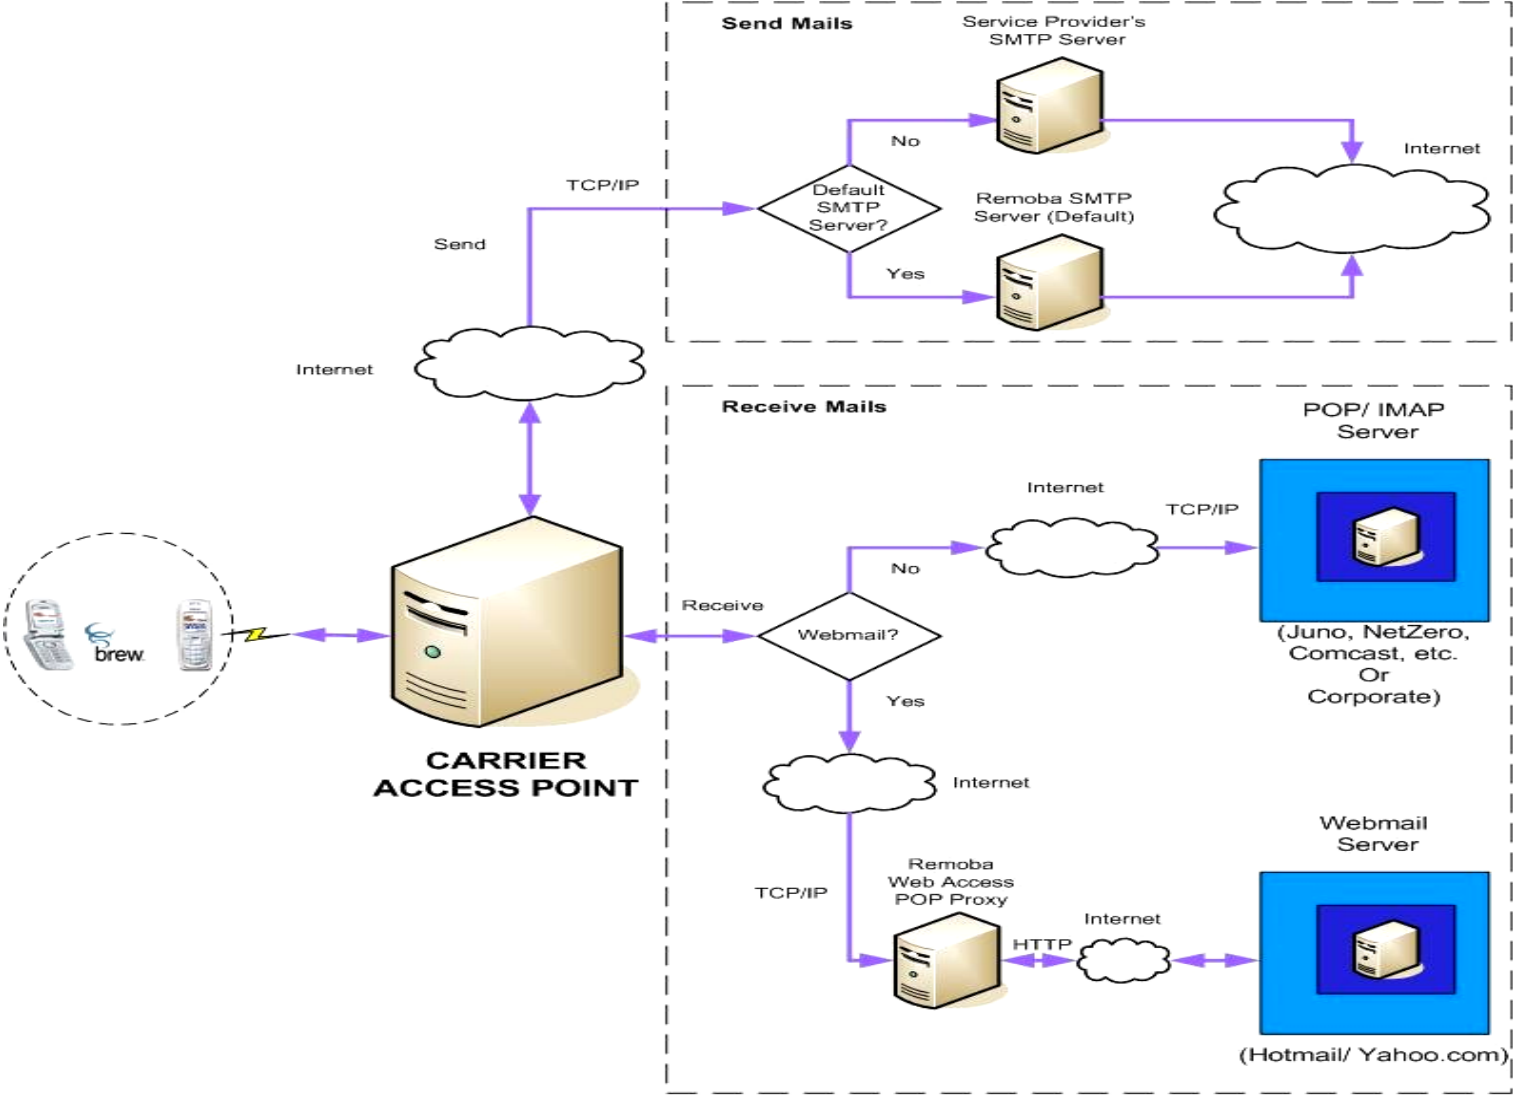 Send Mails
Service Provider's
SMTP Server
No
Internet
TCP/IP
Default
SMTP
Server?
Remoba SMTP
Server (Default)
Send
Yes
Internet
Receive Mails
POP/ IMAP
Server
Internet
TCP/IP
No
Receive
Webmail?
(Juno, NetZero,
Comcast, etc.
Or
Corporate)
brew
Yes
CARRIER
ACCESS POINT
Internet
Webmail
Server
Remoba
Web Access
POP Proxy
TCP/IP
Internet
HTTP
(Hotmail/ Yahoo.com)